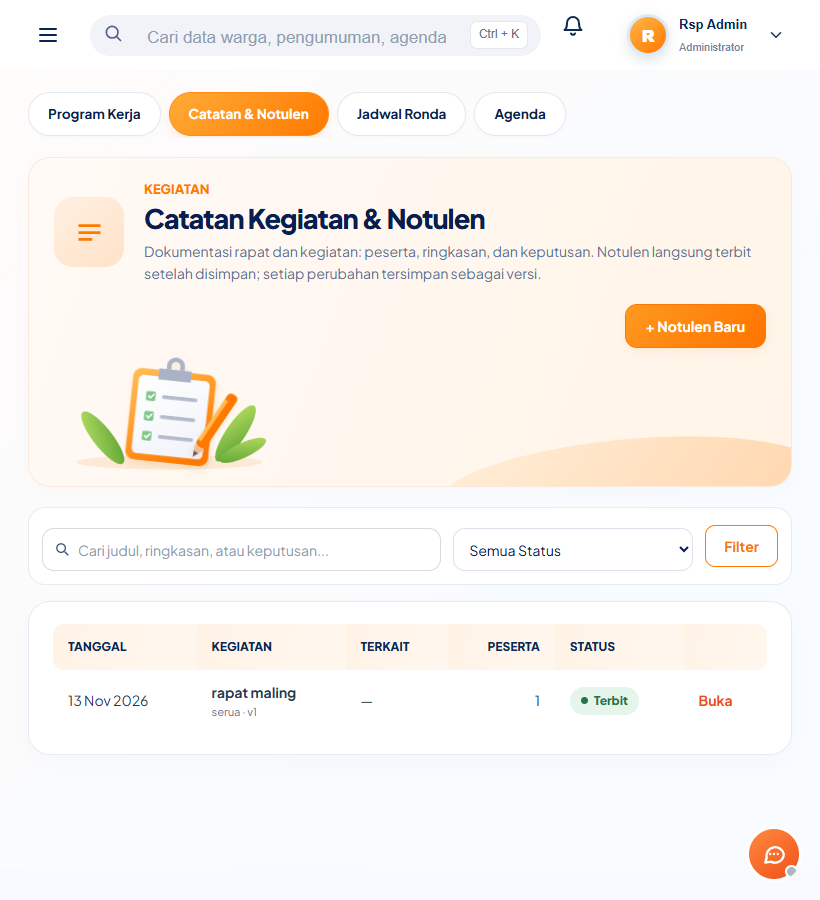 Cari data warga, pengumuman, agenda
Ctrl + K
R
Rsp Admin
Administrator
Program Kerja
Catatan & Notulen
Jadwal Ronda
Agenda
KEGIATAN
Catatan Kegiatan & Notulen
Dokumentasi rapat dan kegiatan: peserta, ringkasan, dan keputusan. Notulen langsung terbit
setelah disimpan; setiap perubahan tersimpan sebagai versi.
+ Notulen Baru
Cari judul, ringkasan, atau keputusan...
Semua Status
Filter
TANGGAL KEGIATAN TERKAIT PESERTA STATUS
13 Nov 2026 rapat maling — 1 Terbit Buka
serua · v1